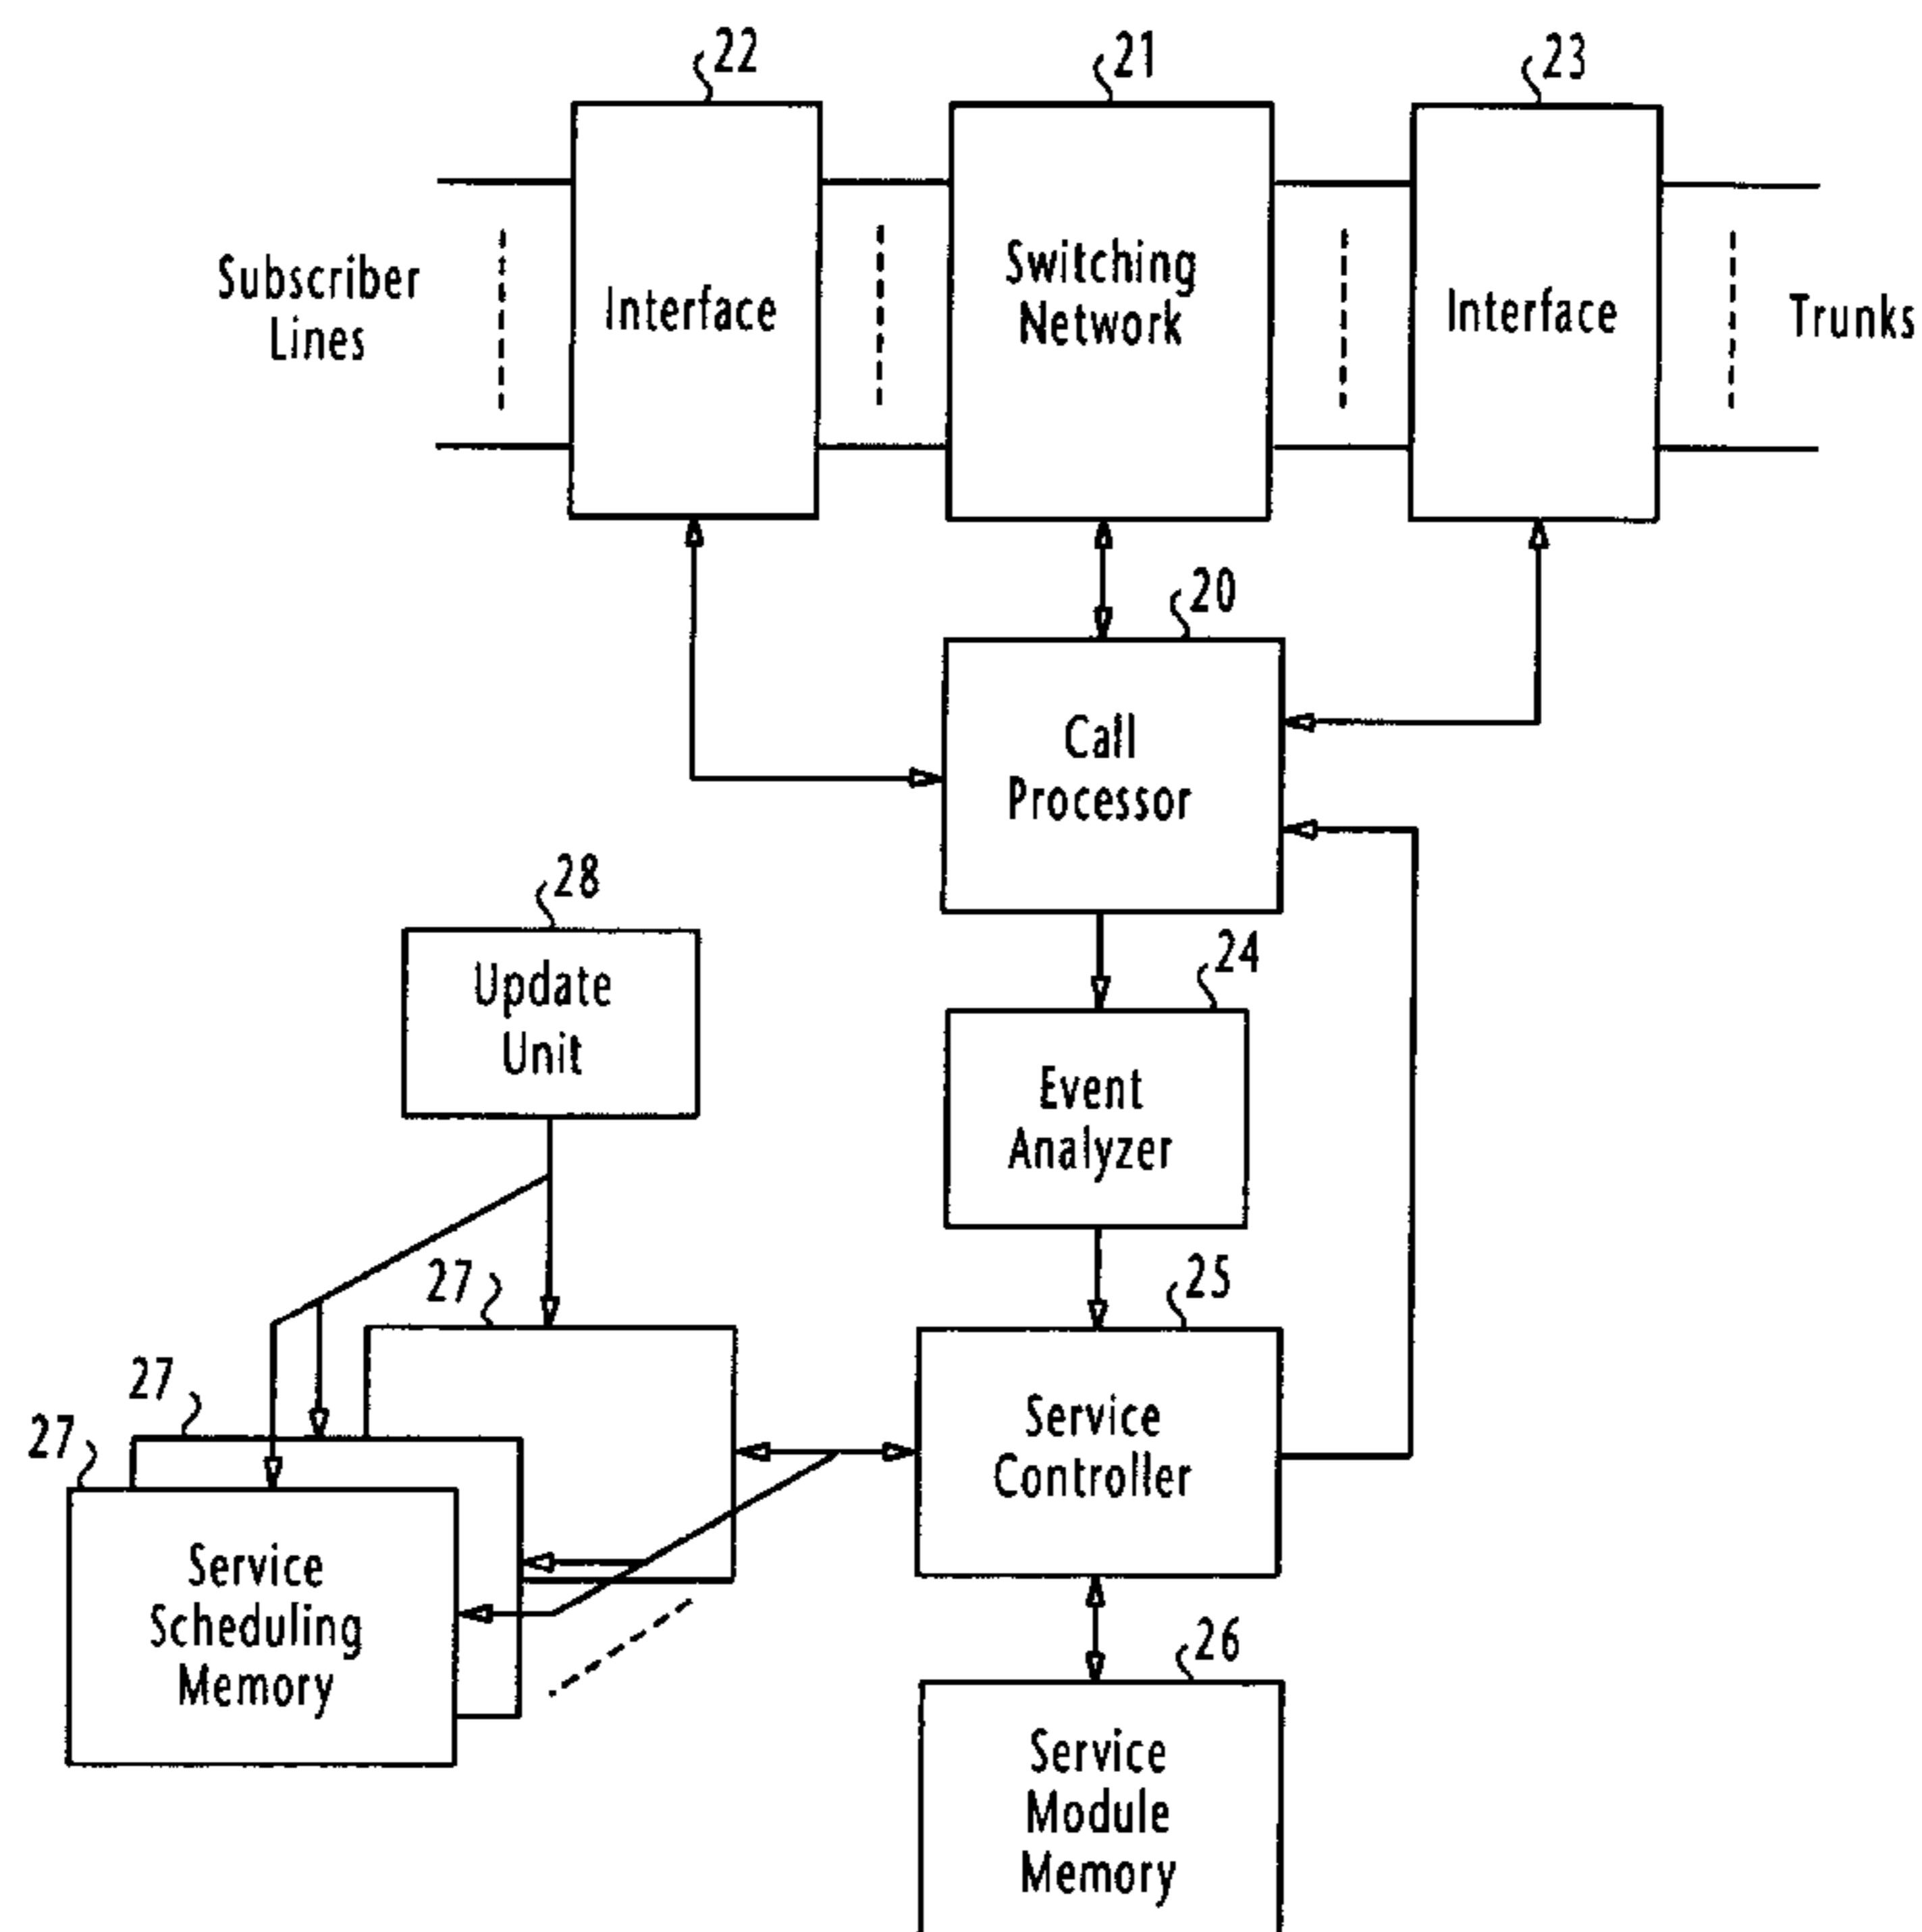 22
21
23
Subscriber
Lines
Interface
Switching
Network
Interface
Trunks
20
Call
Processor
28
Update
Unit
24
Event
Analyzer
27
25
27
27
Service
Controller
Service
Scheduling
Memory
26
Service
Module
Memory